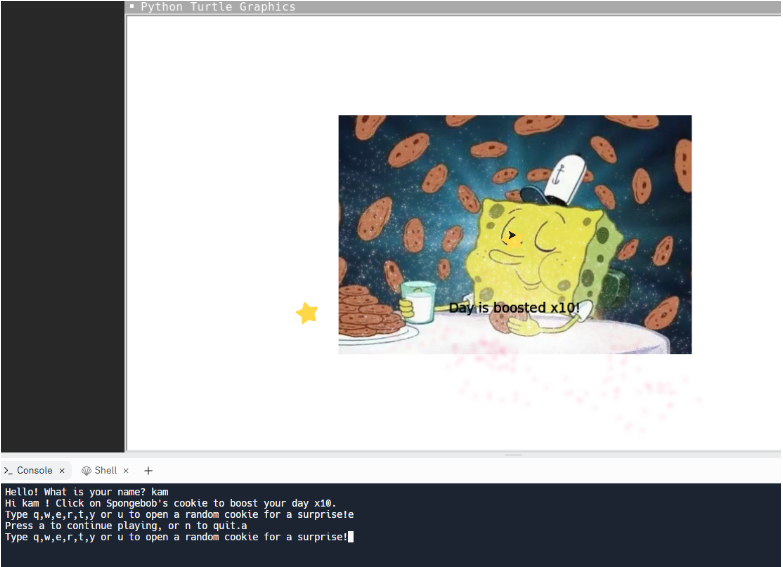 Python Turtle Graphics
Day is boosted x10!
Console × Shell × +
Hello! What is your name? kam
Hi kam ! Click on Spongebob's cookie to boost your day x10.
Type q,w,e,r,t,y or u to open a random cookie for a surprise!e
Press a to continue playing, or n to quit.a
Type q,w,e,r,t,y or u to open a random cookie for a surprise!